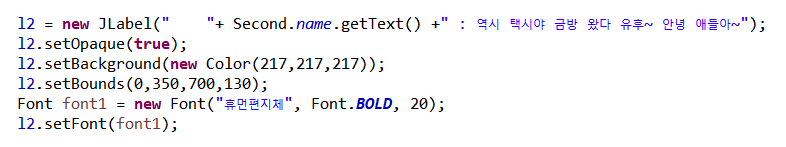 l2 = new JLabel("    "+ Second.name.getText() +" : 역시 택시야 금방 왔다 유후~ 안녕 애들아~");
l2.setOpaque(true);
l2.setBackground(new Color(217,217,217));
l2.setBounds(0,350,700,130);
Font font1 = new Font("휴먼편지체", Font.BOLD, 20);
l2.setFont(font1);